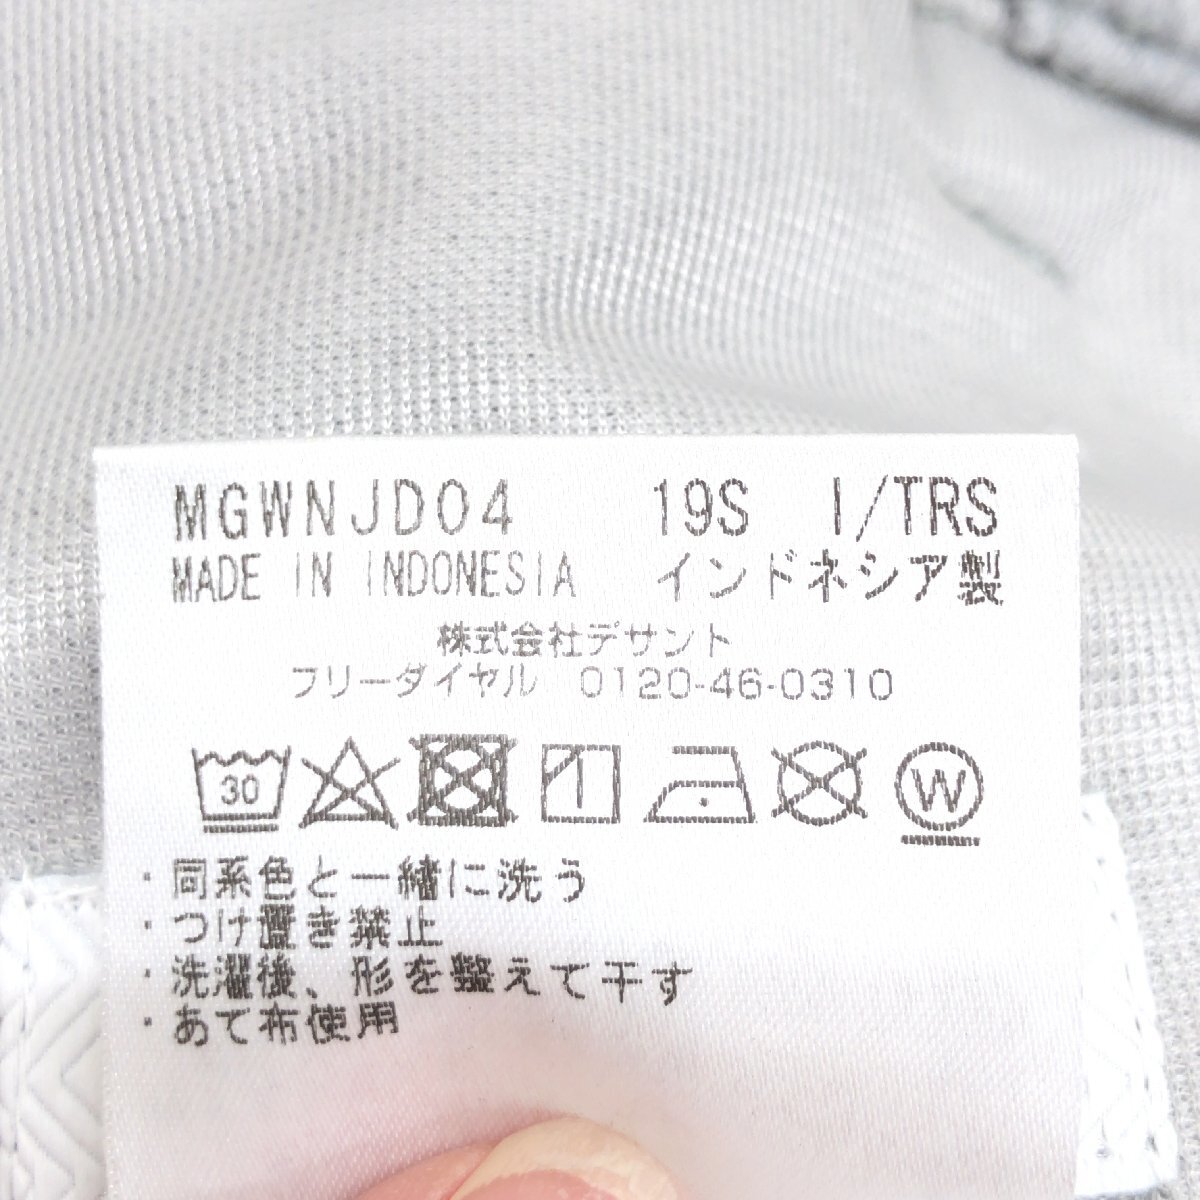 MGWNJD04 19S I/TRS
MADE IN INDONESIA インドネシア製
株式会社デサント
フリーダイヤル 0120-46-0310
30 W
・同系色と一緒に洗う
・つけ置き禁止
・洗濯後、形を整えて干す
・あて布使用